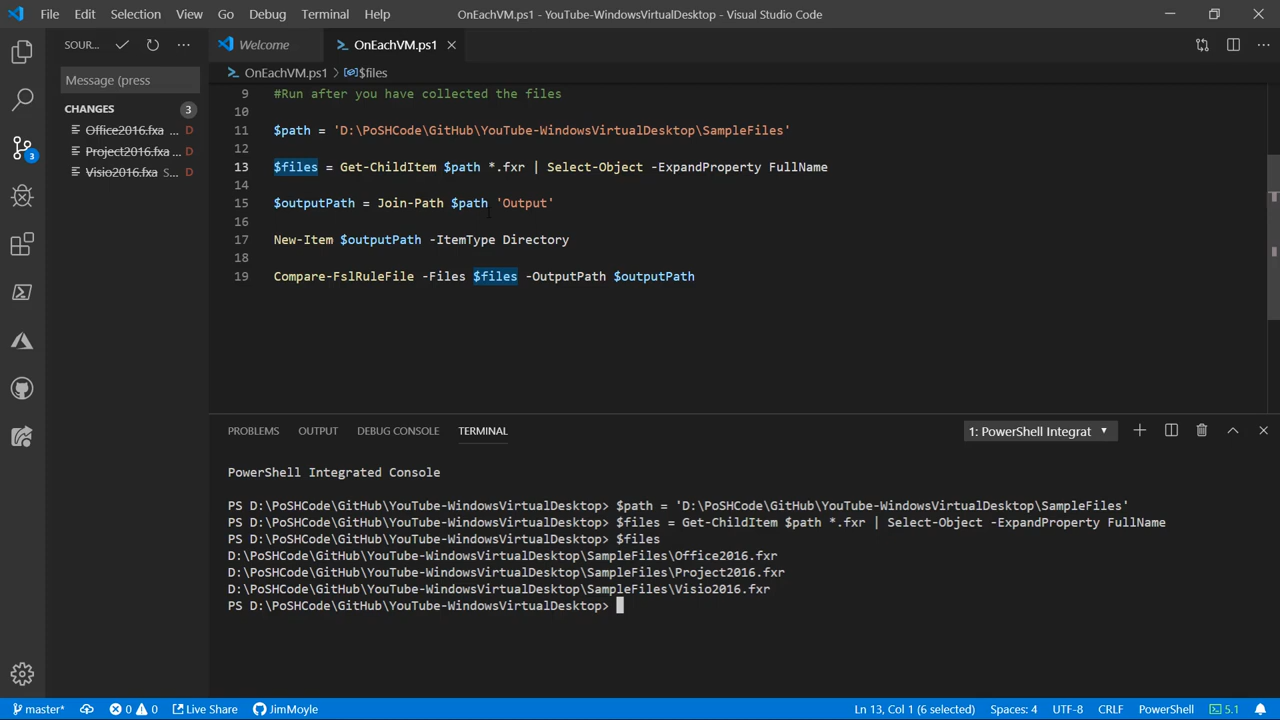 File Edit Selection View Go Debug Terminal Help OnEachVM.ps1 - YouTube-WindowsVirtualDesktop - Visual Studio Code
SOUR...
Welcome OnEachVM.ps1
Message (press
OnEachVM.ps1 > $files
CHANGES 3
Office2016.fxa ... D
Project2016.fxa ... D
Visio2016.fxa S... D
3
9 #Run after you have collected the files
10
11 $path = 'D:\PoSHCode\GitHub\YouTube-WindowsVirtualDesktop\SampleFiles'
12
13 $files = Get-ChildItem $path *.fxr | Select-Object -ExpandProperty FullName
14
15 $outputPath = Join-Path $path 'Output'
16
17 New-Item $outputPath -ItemType Directory
18
19 Compare-FslRuleFile -Files $files -OutputPath $outputPath
PROBLEMS OUTPUT DEBUG CONSOLE TERMINAL 1: PowerShell Integrat
PowerShell Integrated Console
PS D:\PoSHCode\GitHub\YouTube-WindowsVirtualDesktop> $path = 'D:\PoSHCode\GitHub\YouTube-WindowsVirtualDesktop\SampleFiles'
PS D:\PoSHCode\GitHub\YouTube-WindowsVirtualDesktop> $files = Get-ChildItem $path *.fxr | Select-Object -ExpandProperty FullName
PS D:\PoSHCode\GitHub\YouTube-WindowsVirtualDesktop> $files
D:\PoSHCode\GitHub\YouTube-WindowsVirtualDesktop\SampleFiles\Office2016.fxr
D:\PoSHCode\GitHub\YouTube-WindowsVirtualDesktop\SampleFiles\Project2016.fxr
D:\PoSHCode\GitHub\YouTube-WindowsVirtualDesktop\SampleFiles\Visio2016.fxr
PS D:\PoSHCode\GitHub\YouTube-WindowsVirtualDesktop>
master* 0 0 Live Share JimMoyle Ln 13, Col 1 (6 selected) Spaces: 4 UTF-8 CRLF PowerShell 5.1